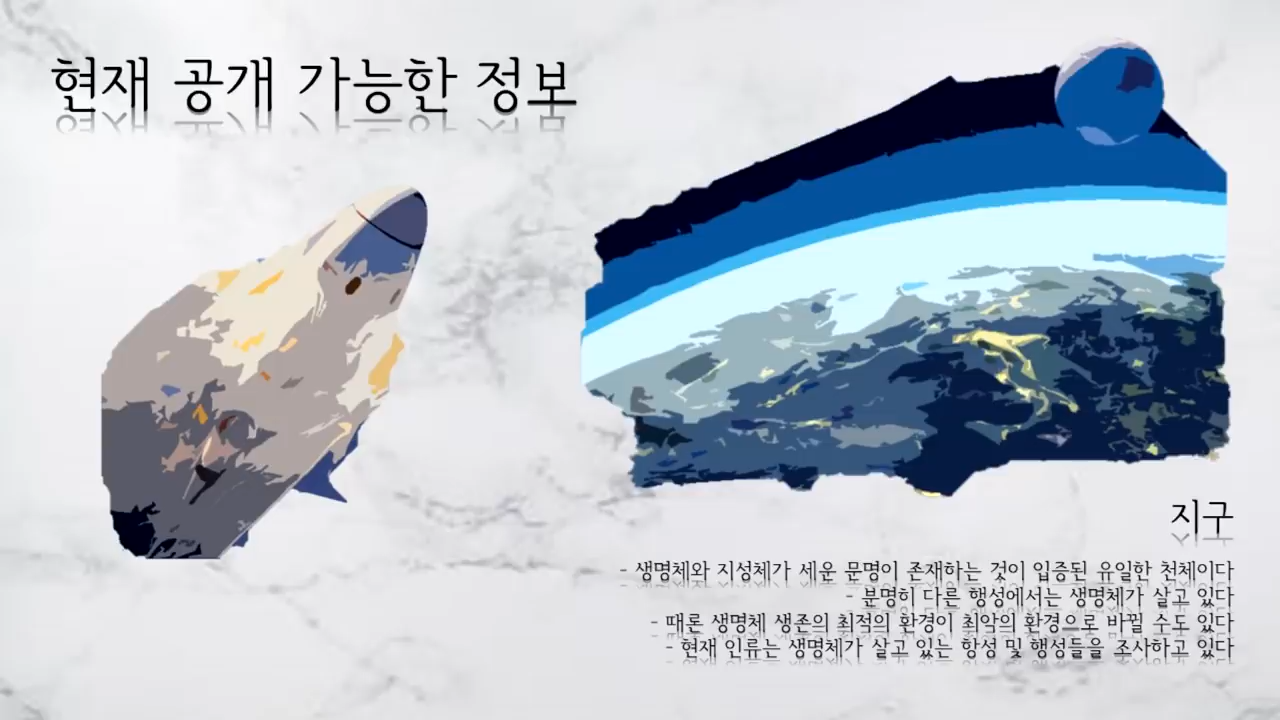 현재 공개 가능한 정보
지구
- 생명체와 지성체가 세운 문명이 존재하는 것이 입증된 유일한 천체이다
- 분명히 다른 행성에서는 생명체가 살고 있다
- 때론 생명체 생존의 최적의 환경이 최악의 환경으로 바뀔 수도 있다
- 현재 인류는 생명체가 살고 있는 항성 및 행성들을 조사하고 있다